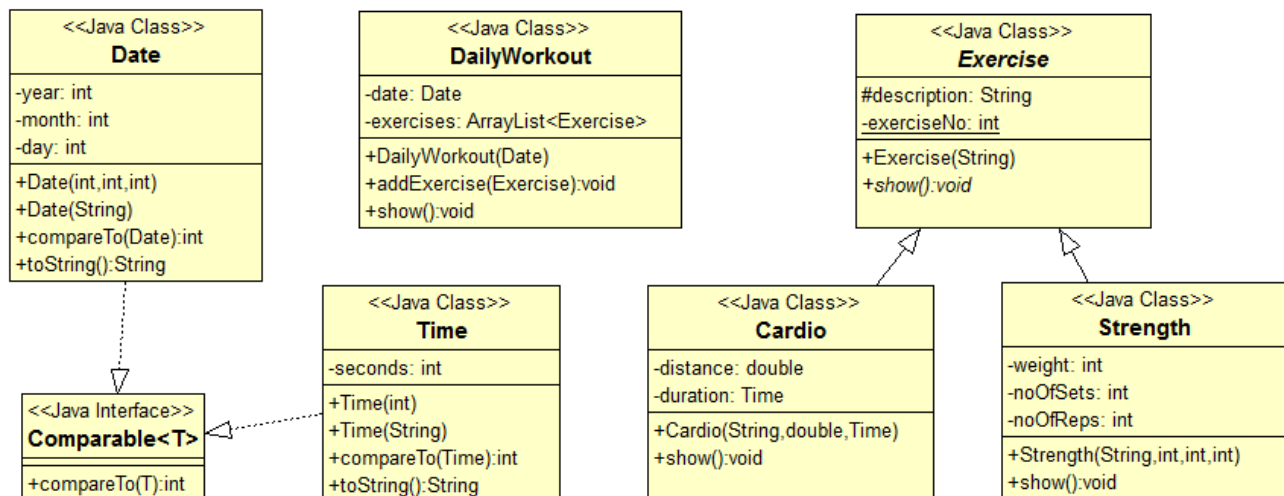 <<Java Class>>
Date
-year: int
-month: int
-day: int
+Date(int,int,int)
+Date(String)
+compareTo(Date):int
+toString():String
<<Java Class>>
DailyWorkout
-date: Date
-exercises: ArrayList<Exercise>
+DailyWorkout(Date)
+addExercise(Exercise):void
+show():void
<<Java Class>>
Exercise
#description: String
-exerciseNo: int
+Exercise(String)
+show():void
<<Java Interface>>
Comparable<T>
+compareTo(T):int
<<Java Class>>
Time
-seconds: int
+Time(int)
+Time(String)
+compareTo(Time):int
+toString():String
<<Java Class>>
Cardio
-distance: double
-duration: Time
+Cardio(String,double,Time)
+show():void
<<Java Class>>
Strength
-weight: int
-noOfSets: int
-noOfReps: int
+Strength(String,int,int,int)
+show():void